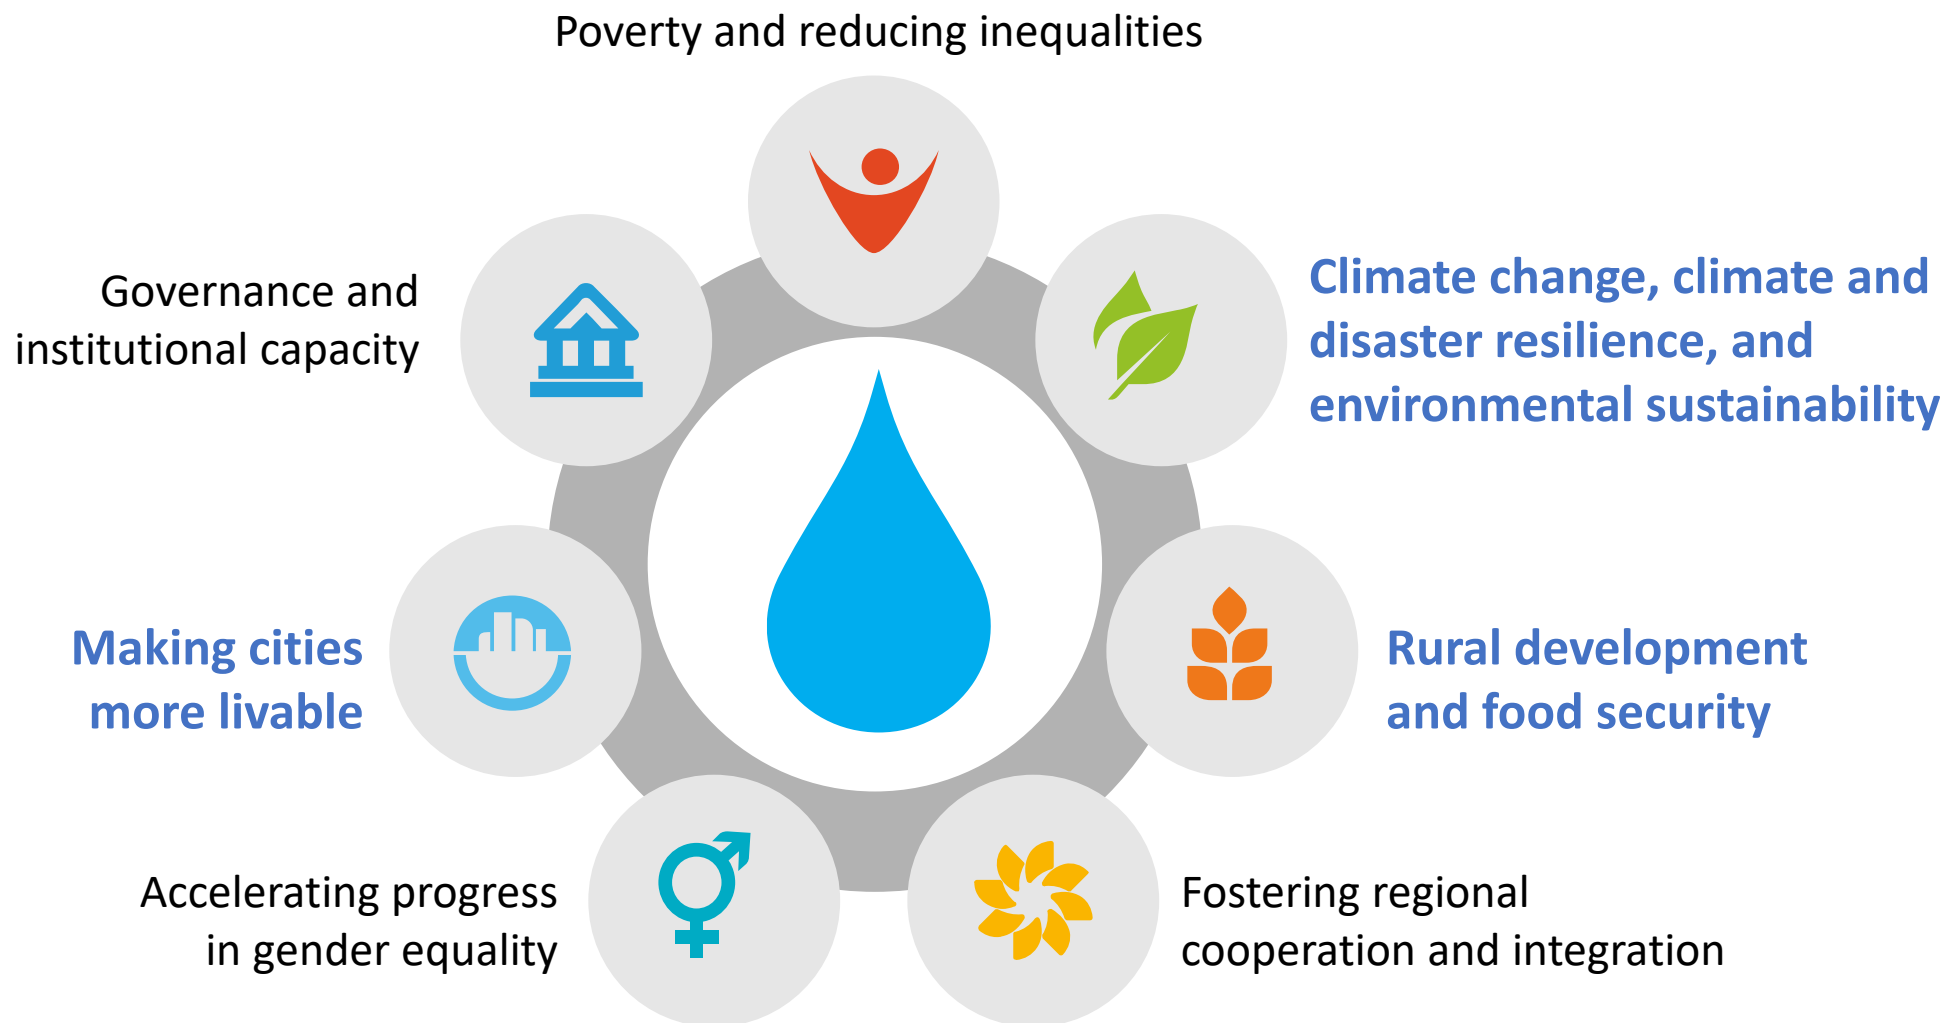 Poverty and reducing inequalities
Climate change, climate and
disaster resilience, and
environmental sustainability
Rural development
and food security
Fostering regional
cooperation and integration
Accelerating progress
in gender equality
Making cities
more livable
Governance and
institutional capacity